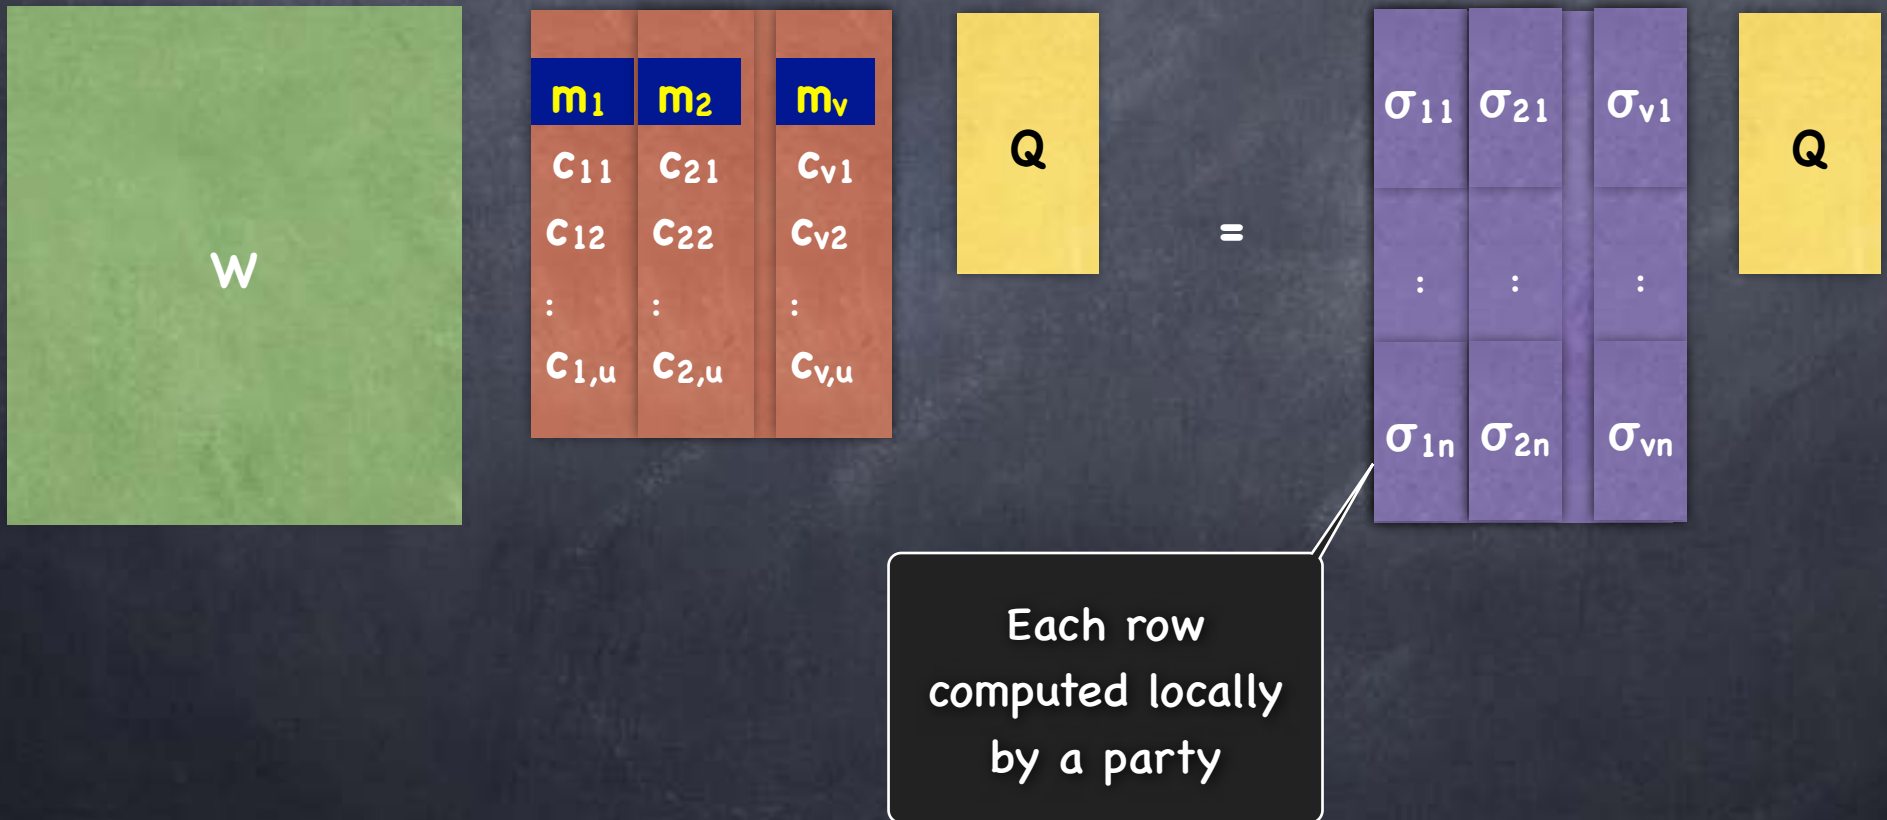 W
m1 m2 mv
c11 c21 cv1
c12 c22 cv2
: : :
c1,u c2,u cv,u
Q
=
σ11 σ21 σv1
: : :
σ1n σ2n σvn
Q
Each row
computed locally
by a party